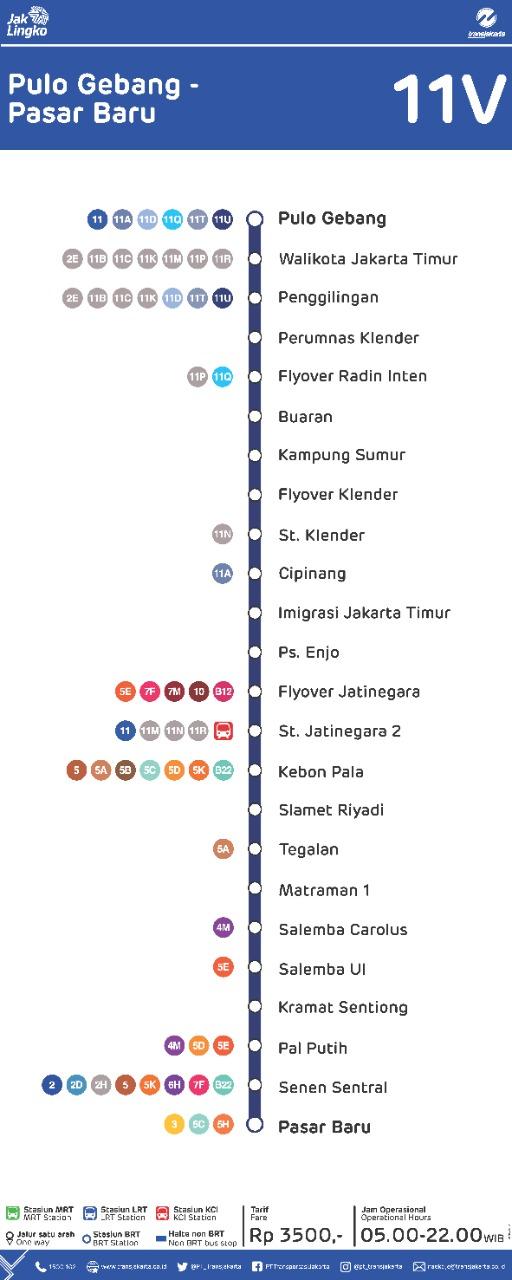 Jak
Lingko
transjakarta
Pulo Gebang -
Pasar Baru
11V
11 11A 11D 11Q 11T 11U Pulo Gebang
2E 11B 11C 11K 11M 11P 11R Walikota Jakarta Timur
2E 11B 11C 11K 11D 11T 11U Penggilingan
Perumnas Klender
11P 11Q Flyover Radin Inten
Buaran
Kampung Sumur
Flyover Klender
11N St. Klender
11A Cipinang
Imigrasi Jakarta Timur
Ps. Enjo
5E 7F 7M 10 B12 Flyover Jatinegara
11 11M 11N 11R St. Jatinegara 2
5 5A 5B 5C 5D 5K B22 Kebon Pala
Slamet Riyadi
5A Tegalan
Matraman 1
4M Salemba Carolus
5E Salemba UI
Kramat Sentiong
4M 5D 5E Pal Putih
2 2D 2H 5 5K 6H 7F B22 Senen Sentral
3 5C 5H Pasar Baru
Stasiun MRT
MRT Station
Stasiun LRT
LRT Station
Stasiun KCI
KCI Station
Jalur satu arah
One way
Stasiun BRT
BRT Station
Halte non BRT
Non BRT bus stop
Tarif
Fare
Rp 3500,-
Jam Operasional
Operational Hours
05.00-22.00 WIB
1500 102
www.transjakarta.co.id
@PT_Transjakarta
PTTransportasiJakarta
@pt_transjakarta